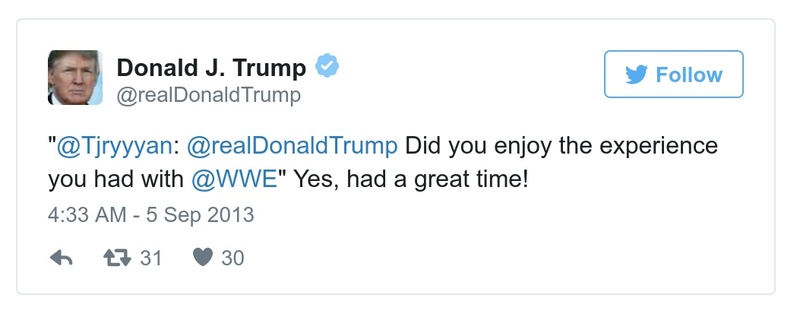 Donald J. Trump
@realDonaldTrump
Follow
"@Tjryyyan: @realDonaldTrump Did you enjoy the experience
you had with @WWE" Yes, had a great time!
4:33 AM - 5 Sep 2013
31 30